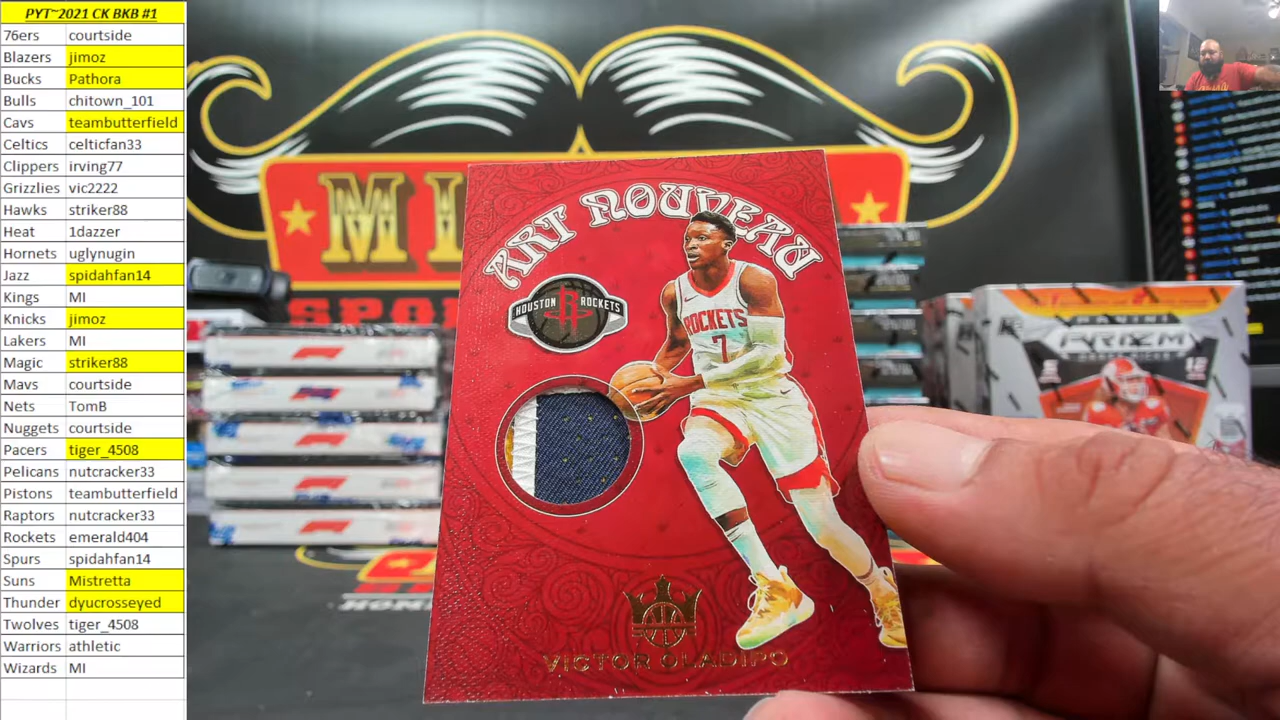 PYT~2021 CK BKB #1
76ers courtside
Blazers jimoz
Bucks Pathora
Bulls chitown_101
Cavs teambutterfield
Celtics celticfan33
Clippers irving77
Grizzlies vic2222
Hawks striker88
Heat 1dazzer
Hornets uglynugin
Jazz spidahfan14
Kings MI
Knicks jimoz
Lakers MI
Magic striker88
Mavs courtside
Nets TomB
Nuggets courtside
Pacers tiger_4508
Pelicans nutcracker33
Pistons teambutterfield
Raptors nutcracker33
Rockets emerald404
Spurs spidahfan14
Suns Mistretta
Thunder dyucrosseyed
Twolves tiger_4508
Warriors athletic
Wizards MI
ART NOUVEAU
HOUSTON R ROCKETS
ROCKETS
7
VICTOR OLADIPO
PANINI
PRIZM